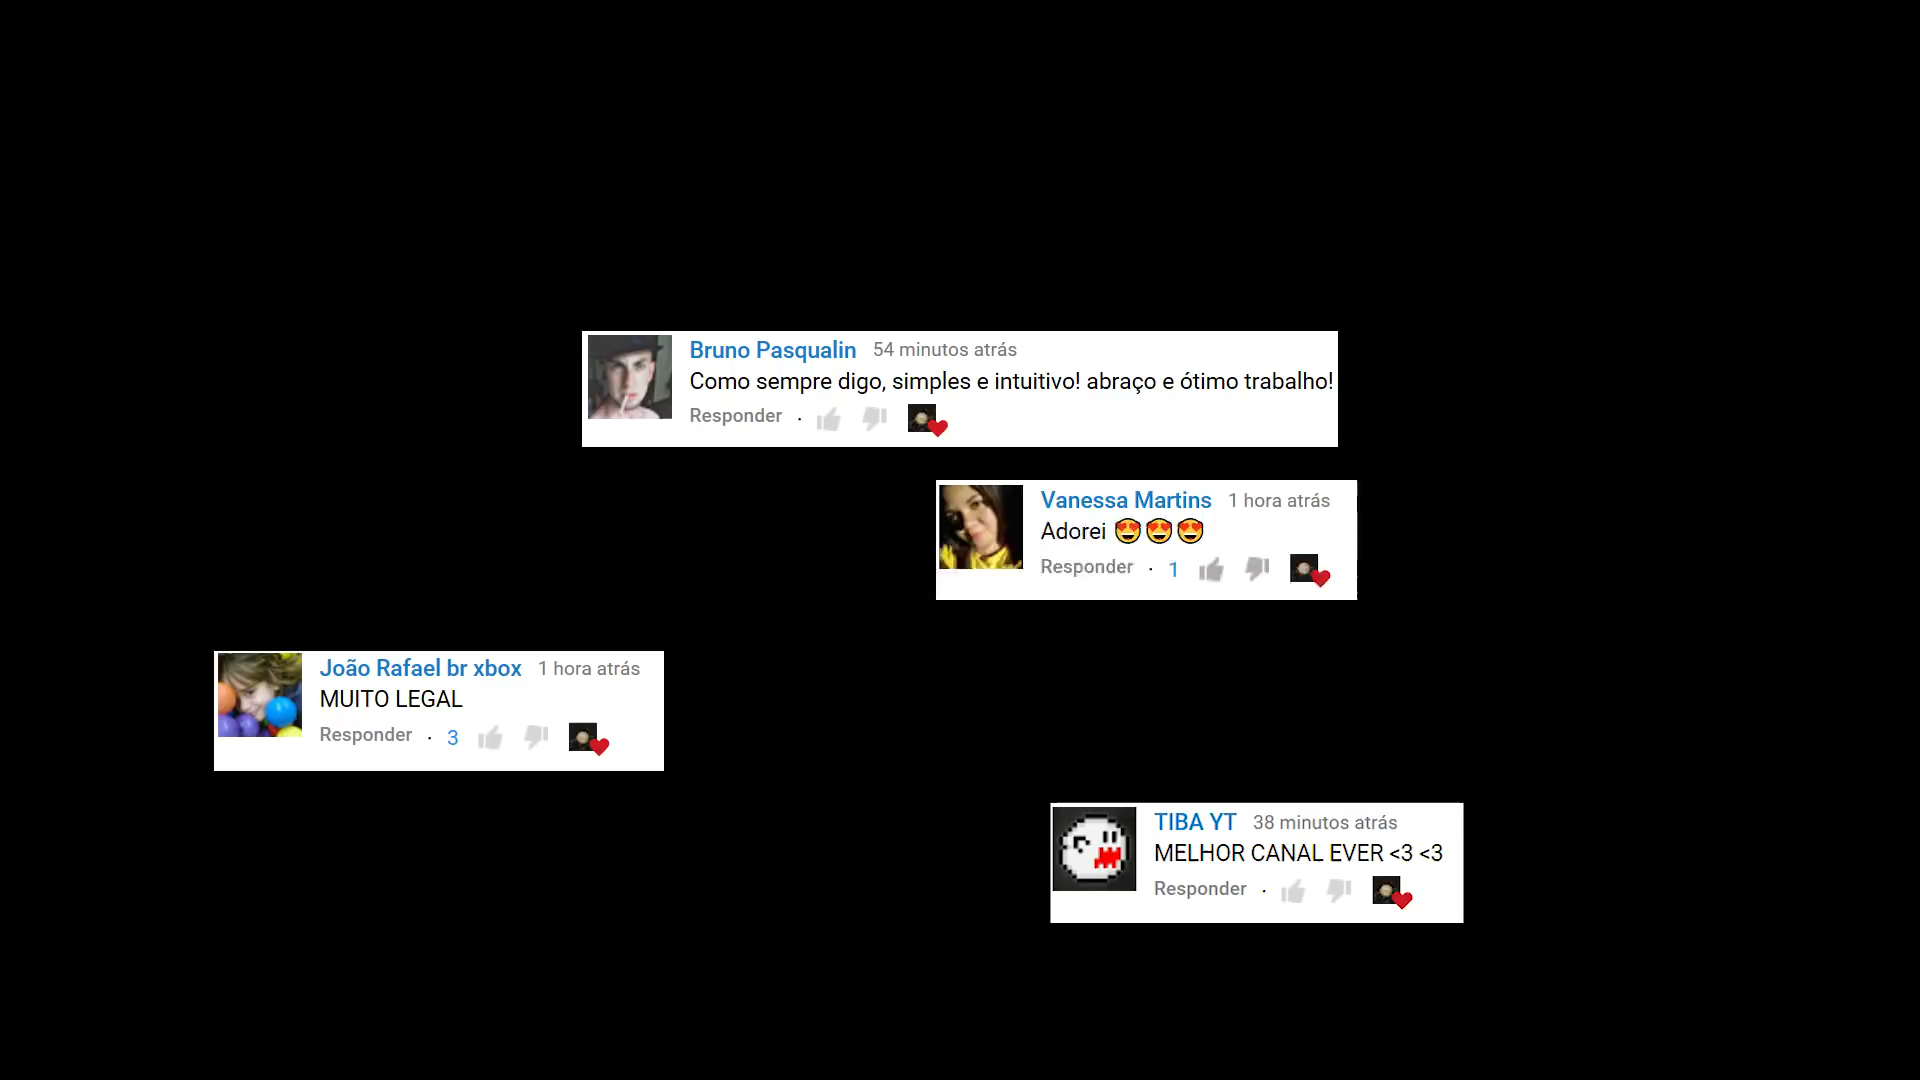 Bruno Pasqualin 54 minutos atrás
Como sempre digo, simples e intuitivo! abraço e ótimo trabalho!
Responder ·
Vanessa Martins 1 hora atrás
Adorei 😍😍😍
Responder · 1
João Rafael br xbox 1 hora atrás
MUITO LEGAL
Responder · 3
TIBA YT 38 minutos atrás
MELHOR CANAL EVER <3 <3
Responder ·